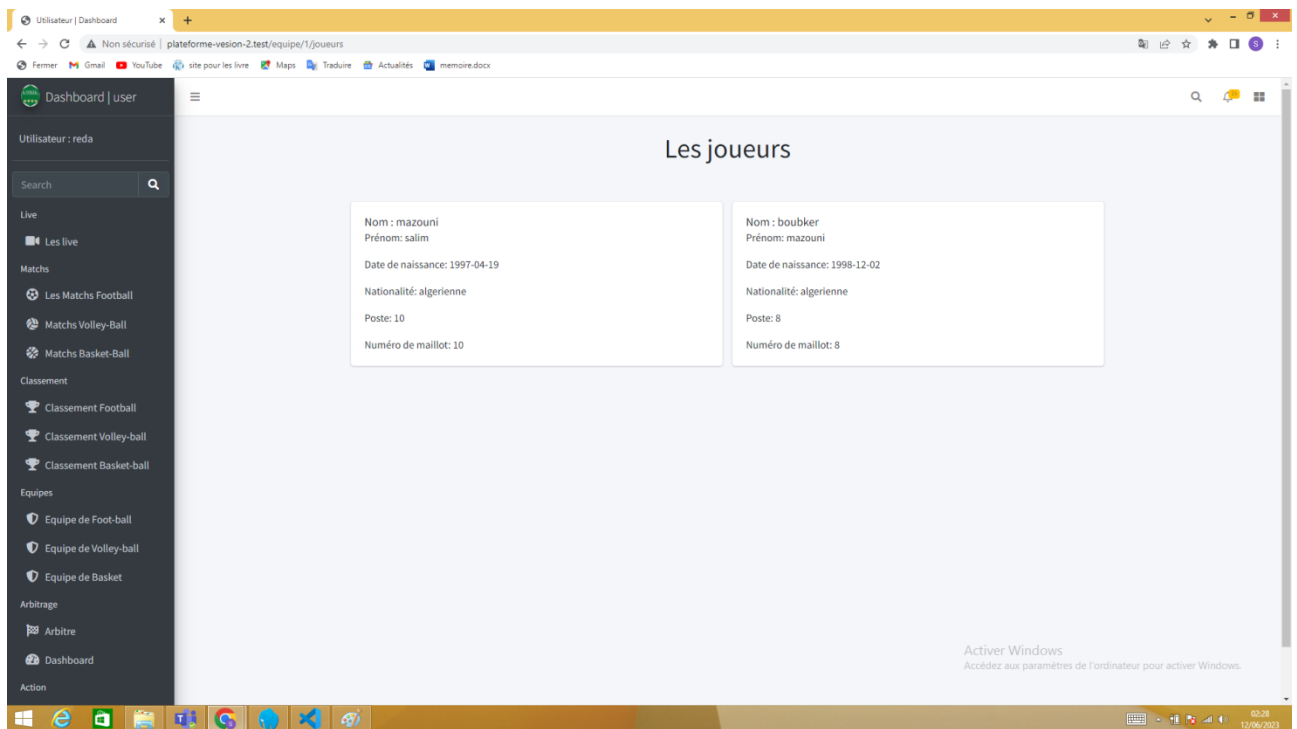 Utilisateur | Dashboard
Non sécurisé | plateforme-vesion-2.test/equipe/1/joueurs
Fermer Gmail YouTube site pour les livre Maps Traduire Actualités memoire.docx
Dashboard | user
Utilisateur : reda
Search
Live
Les live
Matchs
Les Matchs Football
Matchs Volley-Ball
Matchs Basket-Ball
Classement
Classement Football
Classement Volley-ball
Classement Basket-ball
Equipes
Equipe de Foot-ball
Equipe de Volley-ball
Equipe de Basket
Arbitrage
Arbitre
Dashboard
Action
Les joueurs
Nom : mazouni
Prénom: salim
Date de naissance: 1997-04-19
Nationalité: algerienne
Poste: 10
Numéro de maillot: 10
Nom : boubker
Prénom: mazouni
Date de naissance: 1998-12-02
Nationalité: algerienne
Poste: 8
Numéro de maillot: 8
Activer Windows
Accédez aux paramètres de l'ordinateur pour activer Windows.
02:28
12/06/2023